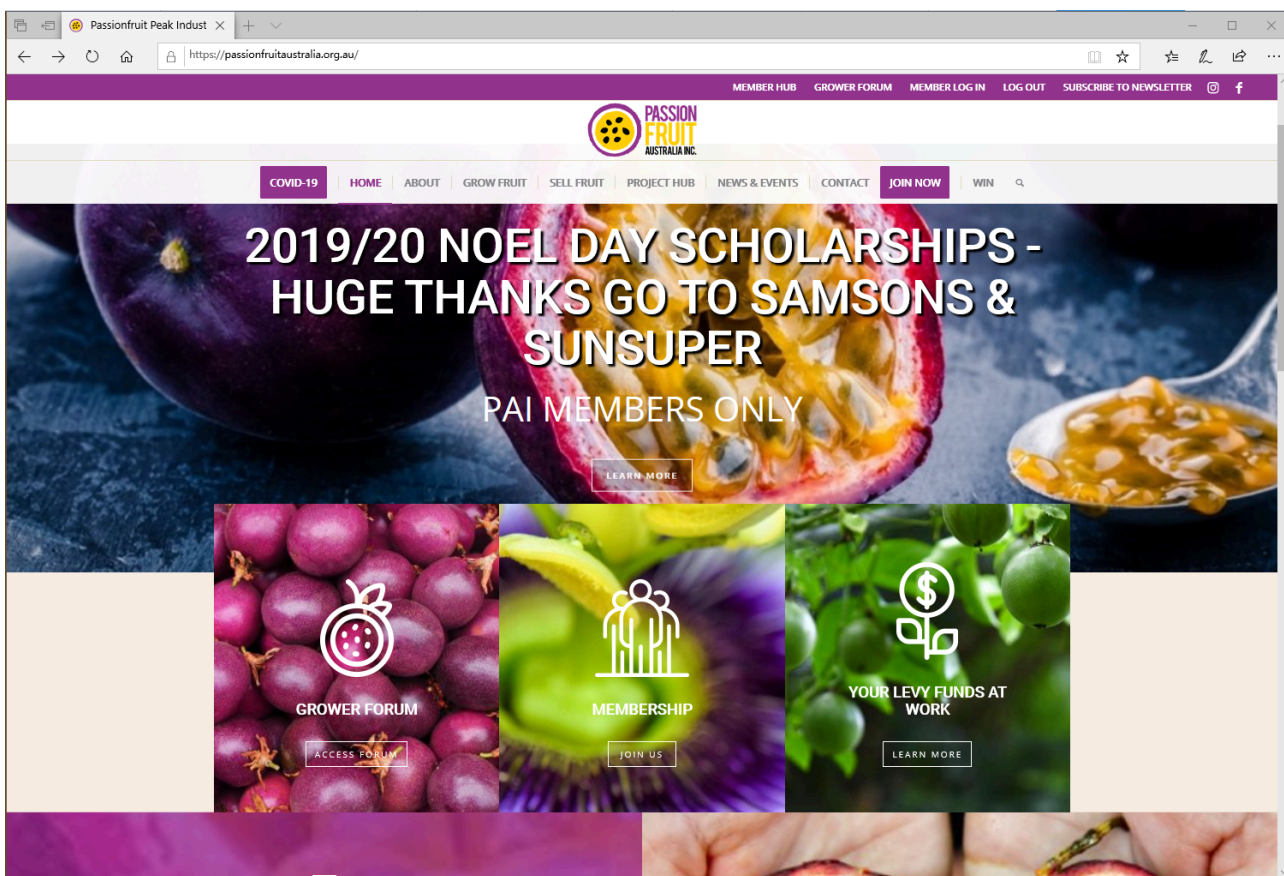 Passionfruit Peak Indust
https://passionfruitaustralia.org.au/
MEMBER HUB GROWER FORUM MEMBER LOG IN LOG OUT SUBSCRIBE TO NEWSLETTER
PASSION
FRUIT
AUSTRALIA INC.
COVID-19 HOME ABOUT GROW FRUIT SELL FRUIT PROJECT HUB NEWS & EVENTS CONTACT JOIN NOW WIN
2019/20 NOEL DAY SCHOLARSHIPS -
HUGE THANKS GO TO SAMSONS &
SUNSUPER
PAI MEMBERS ONLY
LEARN MORE
GROWER FORUM
ACCESS FORUM
MEMBERSHIP
JOIN US
YOUR LEVY FUNDS AT
WORK
LEARN MORE